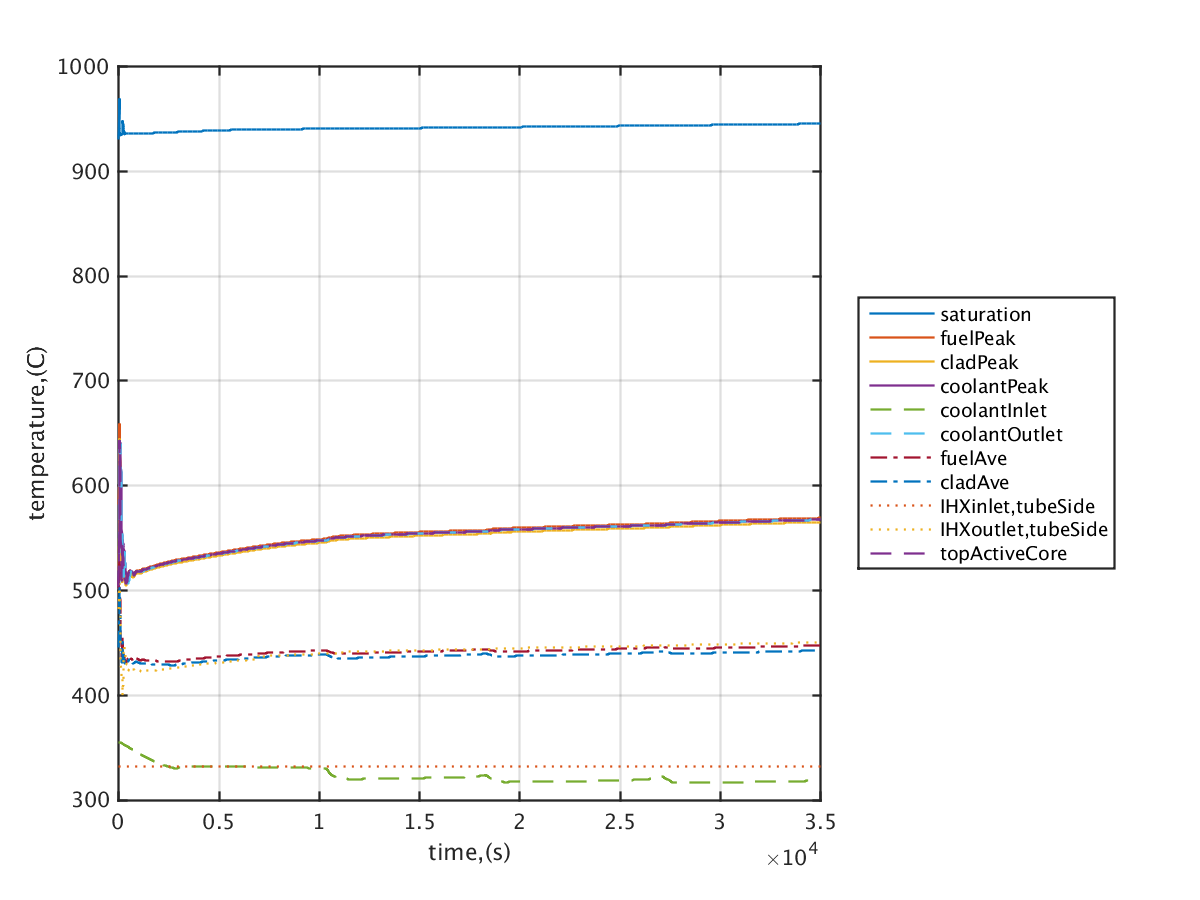 1000
900
800
700
600
500
400
300
temperature,(C)
0 0.5 1 1.5 2 2.5 3 3.5
time,(s)
×10^4
saturation
fuelPeak
cladPeak
coolantPeak
coolantInlet
coolantOutlet
fuelAve
cladAve
IHXinlet,tubeSide
IHXoutlet,tubeSide
topActiveCore